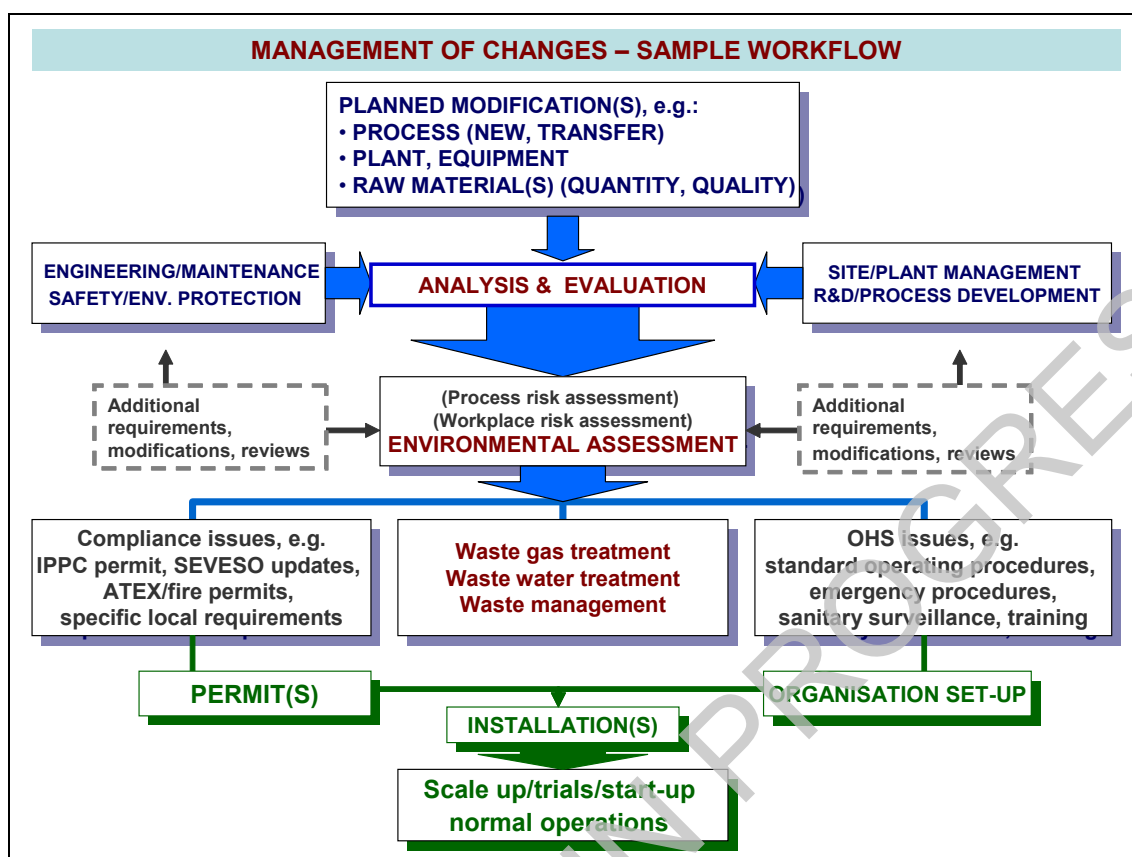 MANAGEMENT OF CHANGES – SAMPLE WORKFLOW
PLANNED MODIFICATION(S), e.g.:
• PROCESS (NEW, TRANSFER)
• PLANT, EQUIPMENT
• RAW MATERIAL(S) (QUANTITY, QUALITY)
ENGINEERING/MAINTENANCE
SAFETY/ENV. PROTECTION
ANALYSIS & EVALUATION
SITE/PLANT MANAGEMENT
R&D/PROCESS DEVELOPMENT
Additional
requirements,
modifications, reviews
(Process risk assessment)
(Workplace risk assessment)
ENVIRONMENTAL ASSESSMENT
Additional
requirements,
modifications, reviews
Compliance issues, e.g.
IPPC permit, SEVESO updates,
ATEX/fire permits,
specific local requirements
Waste gas treatment
Waste water treatment
Waste management
OHS issues, e.g.
standard operating procedures,
emergency procedures,
sanitary surveillance, training
PERMIT(S)
ORGANISATION SET-UP
INSTALLATION(S)
Scale up/trials/start-up
normal operations
IN PROGRES